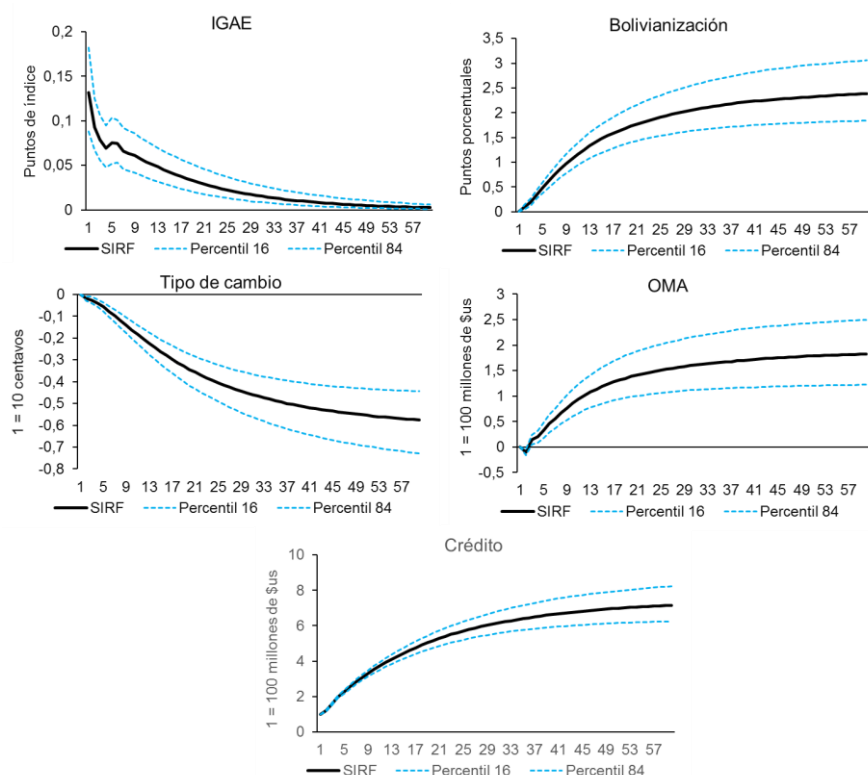 IGAE
Puntos de índice
0,2
0,15
0,1
0,05
0
1 5 9 13 17 21 25 29 33 37 41 45 49 53 57
SIRF Percentil 16 Percentil 84
Bolivianización
Puntos porcentuales
3,5
3
2,5
2
1,5
1
0,5
0
1 5 9 13 17 21 25 29 33 37 41 45 49 53 57
SIRF Percentil 16 Percentil 84
Tipo de cambio
1 = 10 centavos
0
-0,1
-0,2
-0,3
-0,4
-0,5
-0,6
-0,7
-0,8
1 5 9 13 17 21 25 29 33 37 41 45 49 53 57
SIRF Percentil 16 Percentil 84
OMA
1 = 100 millones de $us
3
2,5
2
1,5
1
0,5
0
-0,5
1 5 9 13 17 21 25 29 33 37 41 45 49 53 57
SIRF Percentil 16 Percentil 84
Crédito
1 = 100 millones de $us
10
8
6
4
2
0
1 5 9 13 17 21 25 29 33 37 41 45 49 53 57
SIRF Percentil 16 Percentil 84